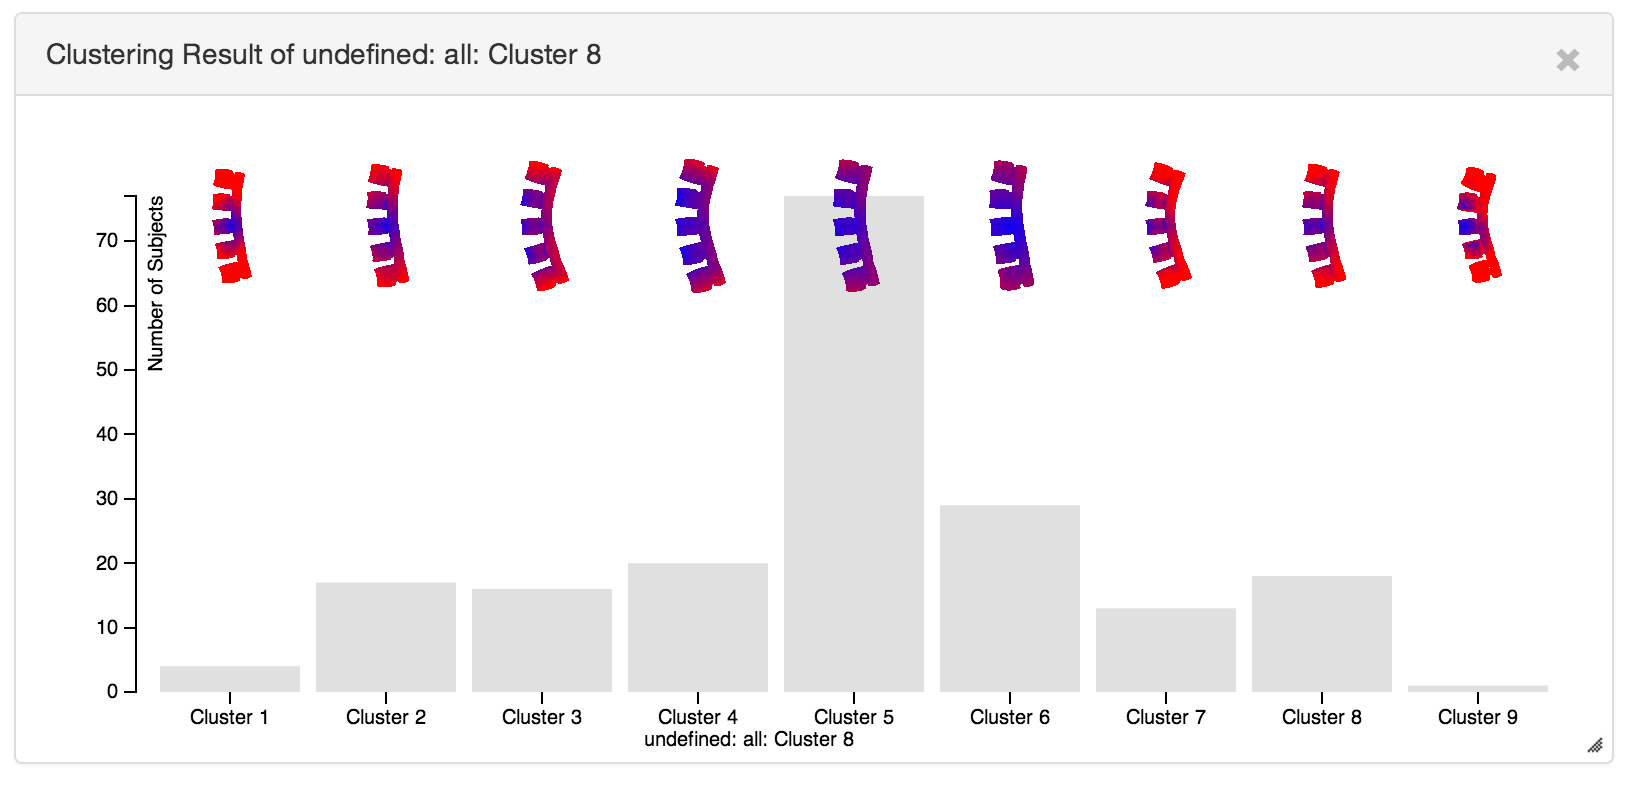 Clustering Result of undefined: all: Cluster 8
Number of Subjects
70
60
50
40
30
20
10
0
Cluster 1 Cluster 2 Cluster 3 Cluster 4 Cluster 5 Cluster 6 Cluster 7 Cluster 8 Cluster 9
undefined: all: Cluster 8